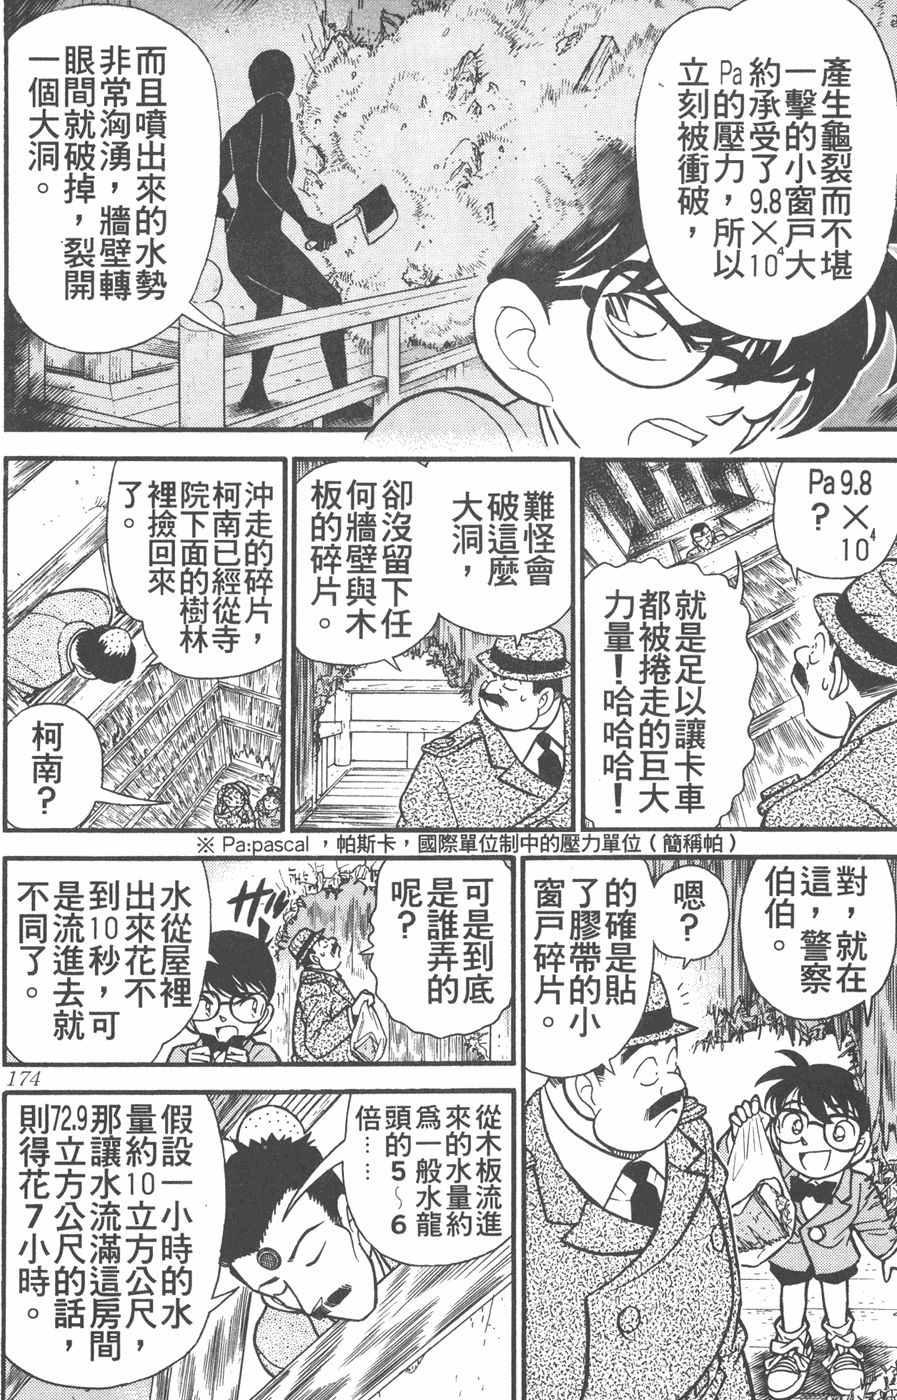 產生龜裂而不堪
一擊的小窗戶大
約承受了9.8×10⁴
Pa的壓力，所以
立刻被衝破，
而且噴出來的水勢
非常洶湧，牆壁轉
眼間就破掉，裂開
一個大洞。
Pa 9.8×10⁴
？
就是足以讓卡車
都被捲走的巨大
力量！哈哈哈哈！
難怪會
破這麼
大洞，
卻沒留下任
何牆壁與木
板的碎片。
沖走的碎片，
柯南已經從寺
院下面的樹林
裡撿回來
了。
柯南？
※ Pa:pascal，帕斯卡，國際單位制中的壓力單位（簡稱帕）
對，就在
這，警察
伯伯。
嗯？
的確是貼
了膠帶的小
窗戶碎片。
可是到底
是誰弄的
呢？
水從屋裡
出來花不
到10秒，可
是流進去就
不同了。
從木板流進
來的水量約
爲一般水龍
頭的5～6
倍……
假設一小時的水
量約10立方公尺，
那讓水流滿這房間
72.9立方公尺的話，
則得花7小時。
174